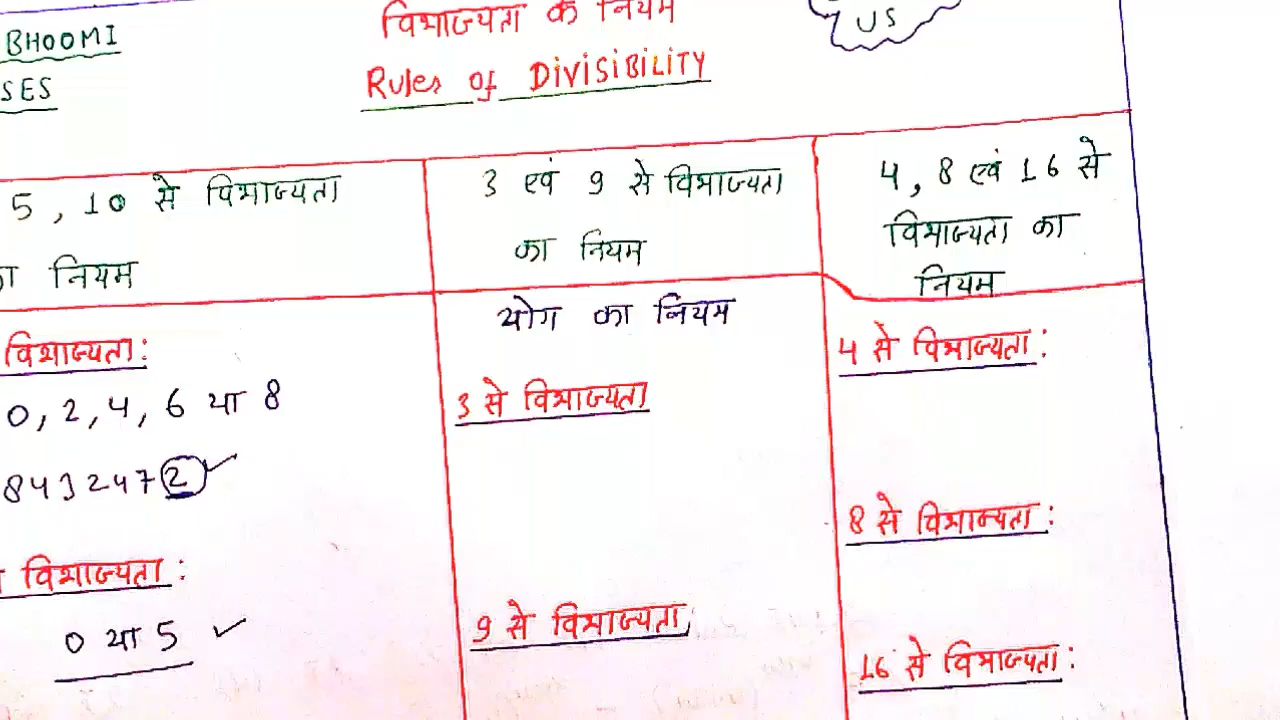 BHOOMI
SES
विभाज्यता के नियम
Rules of DiVisiBiLiTY
US
5, 10 से विभाज्यता
का नियम
0, 2, 4, 6 या 8
विभाज्यता:
8432472 ✓
विभाज्यता:
0 या 5 ✓
3 एवं 9 से विभाज्यता
का नियम
योग का नियम
3 से विभाज्यता
9 से विभाज्यता
4, 8 एवं 16 से
विभाज्यता का
नियम
4 से विभाज्यता:
8 से विभाज्यता:
16 से विभाज्यता: